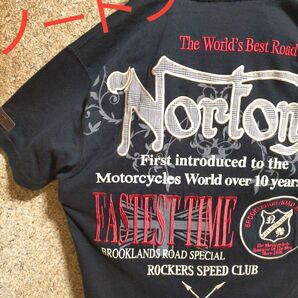 ノートン
The World's Best Road
Norton
First introduced to the
Motorcycles World over 10 years
FASTEST TIME
BROOKLANDS ROAD SPECIAL
ROCKERS SPEED CLUB